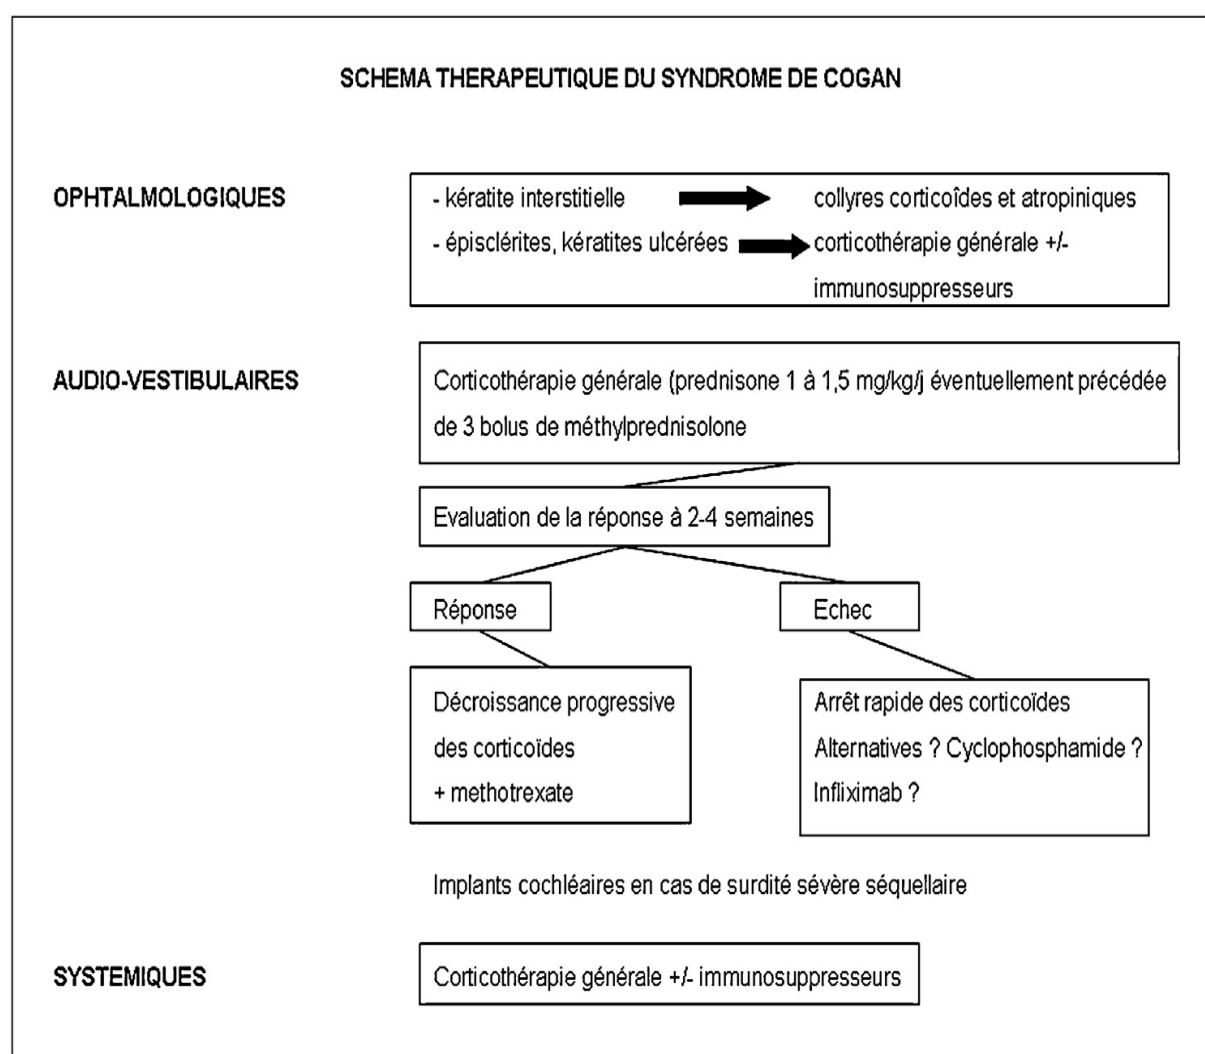 SCHEMA THERAPEUTIQUE DU SYNDROME DE COGAN
OPHTALMOLOGIQUES
- kératite interstitielle
collyres corticoîdes et atropiniques
- épisclérites, kératites ulcérées
corticothérapie générale +/-
immunosuppresseurs
AUDIO-VESTIBULAIRES
Corticothérapie générale (prednisone 1 à 1,5 mg/kg/j éventuellement précédée
de 3 bolus de méthylprednisolone
Evaluation de la réponse à 2-4 semaines
Réponse
Echec
Décroissance progressive
des corticoïdes
+ methotrexate
Arrêt rapide des corticoïdes
Alternatives ? Cyclophosphamide ?
Infliximab ?
Implants cochléaires en cas de surdité sévère séquellaire
SYSTEMIQUES
Corticothérapie générale +/- immunosuppresseurs